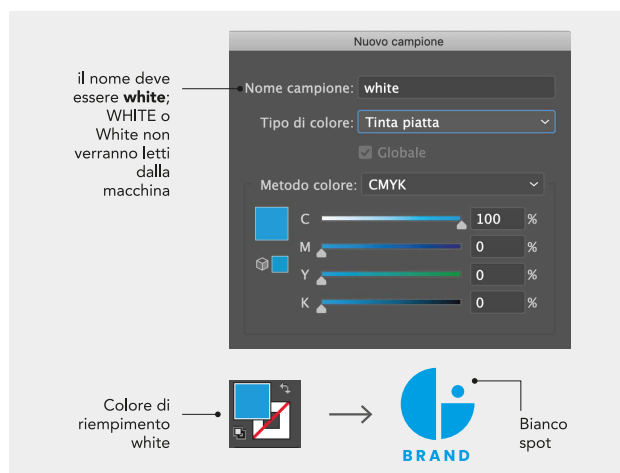 Nuovo campione
il nome deve
essere white;
WHITE o
White non
verranno letti
dalla
macchina
Nome campione: white
Tipo di colore: Tinta piatta
Globale
Metodo colore: CMYK
C 100 %
M 0 %
Y 0 %
K 0 %
Colore di
riempimento
white
BRAND
Bianco
spot